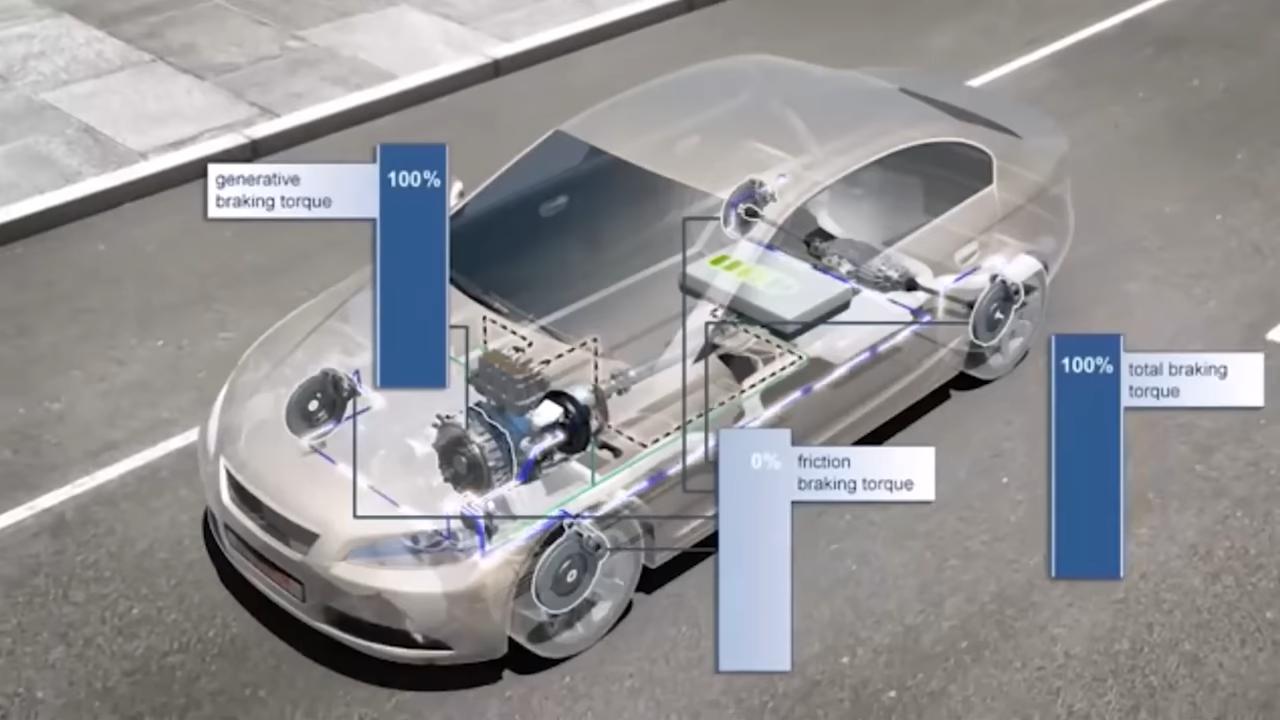 generative
braking torque
100%
100%
total braking
torque
0%
friction
braking torque